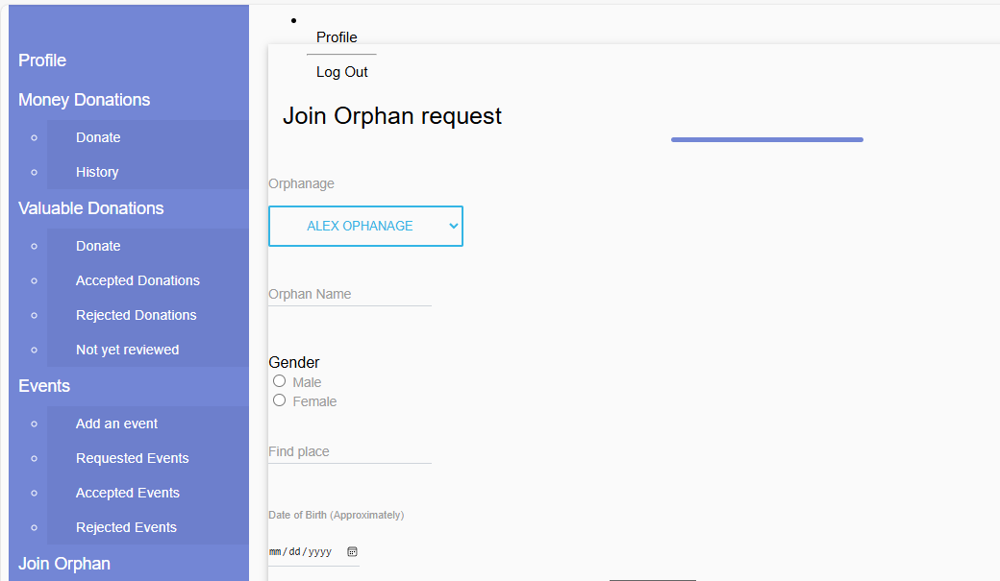 Profile
Money Donations
Donate
History
Valuable Donations
Donate
Accepted Donations
Rejected Donations
Not yet reviewed
Events
Add an event
Requested Events
Accepted Events
Rejected Events
Join Orphan
Profile
Log Out
Join Orphan request
Orphanage
ALEX OPHANAGE
Orphan Name
Gender
Male
Female
Find place
Date of Birth (Approximately)
mm/dd/yyyy